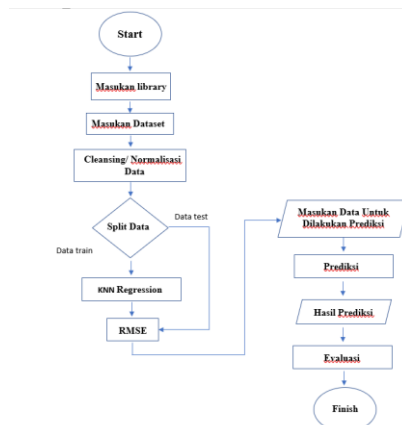 Start
Masukan library
Masukan Dataset
Cleansing/ Normalisasi
Data
Split Data
Data test
Data train
KNN Regression
RMSE
Masukan Data Untuk
Dilakukan Prediksi
Prediksi
Hasil Prediksi
Evaluasi
Finish